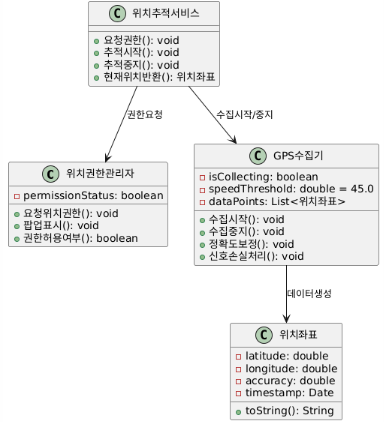 C 위치추적서비스
요청권한(): void
추적시작(): void
추적중지(): void
현재위치반환(): 위치좌표
권한요청
수집시작/중지
C 위치권한관리자
permissionStatus: boolean
요청위치권한(): void
팝업표시(): void
권한허용여부(): boolean
C GPS수집기
isCollecting: boolean
speedThreshold: double = 45.0
dataPoints: List<위치좌표>
수집시작(): void
수집중지(): void
정확도보정(): void
신호손실처리(): void
데이터생성
C 위치좌표
latitude: double
longitude: double
accuracy: double
timestamp: Date
toString(): String